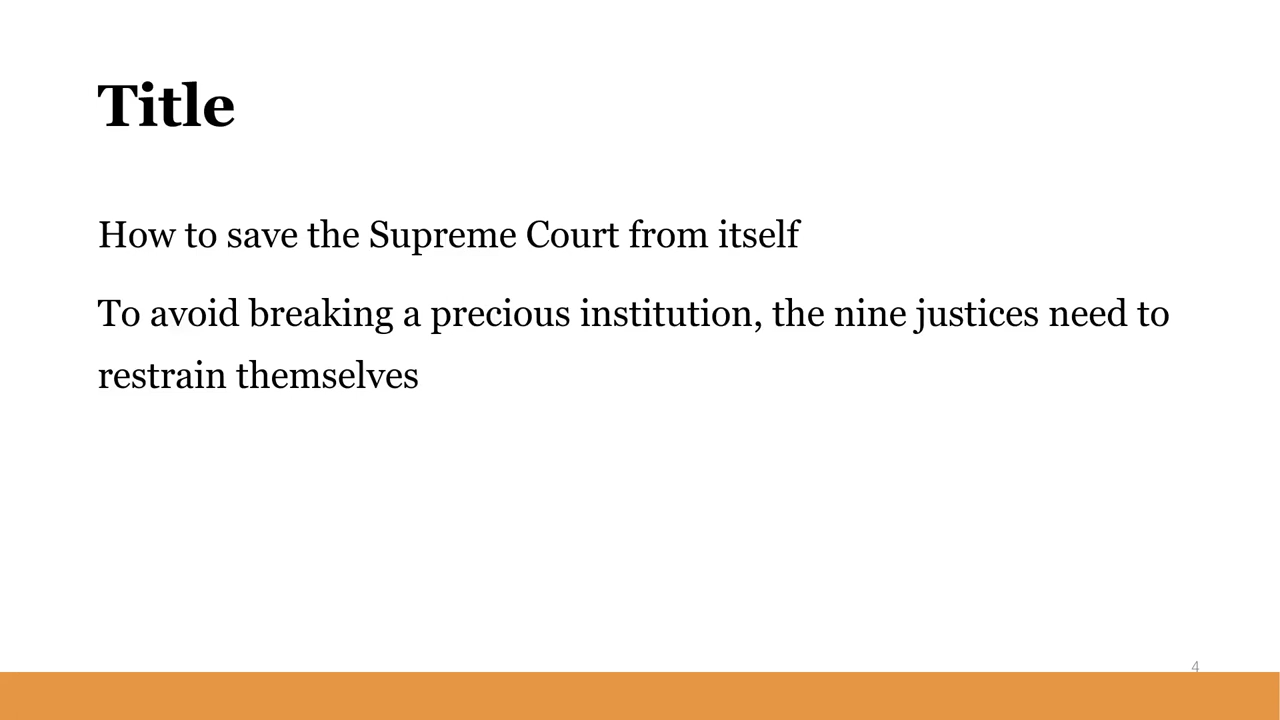 Title
How to save the Supreme Court from itself
To avoid breaking a precious institution, the nine justices need to
restrain themselves
4